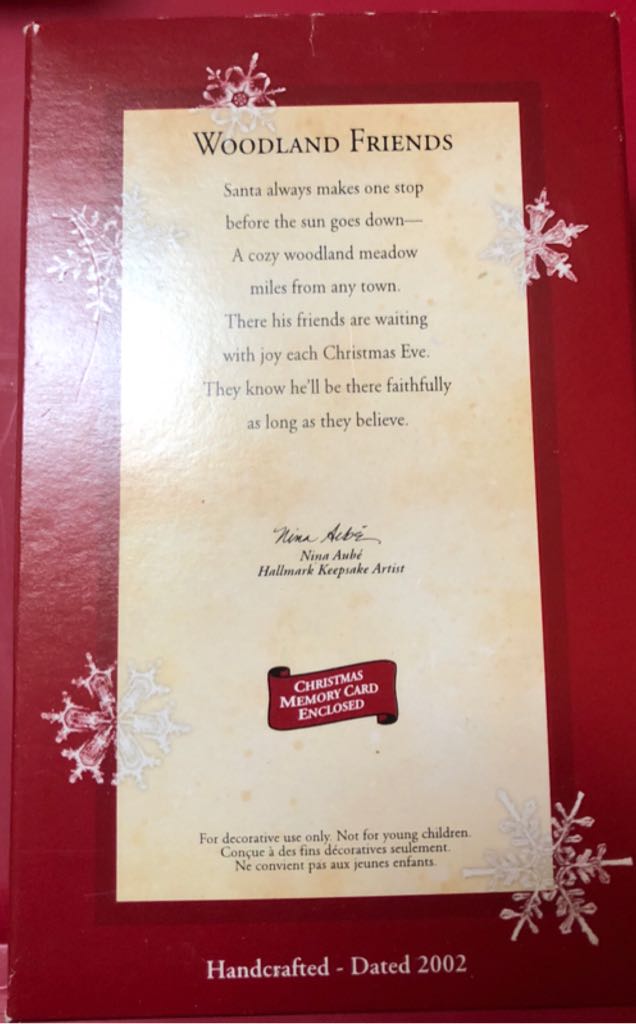 WOODLAND FRIENDS
Santa always makes one stop
before the sun goes down—
A cozy woodland meadow
miles from any town.
There his friends are waiting
with joy each Christmas Eve.
They know he'll be there faithfully
as long as they believe.
Nina Aubé
Nina Aubé
Hallmark Keepsake Artist
CHRISTMAS
MEMORY CARD
ENCLOSED
For decorative use only. Not for young children.
Conçue à des fins décoratives seulement.
Ne convient pas aux jeunes enfants.
Handcrafted - Dated 2002